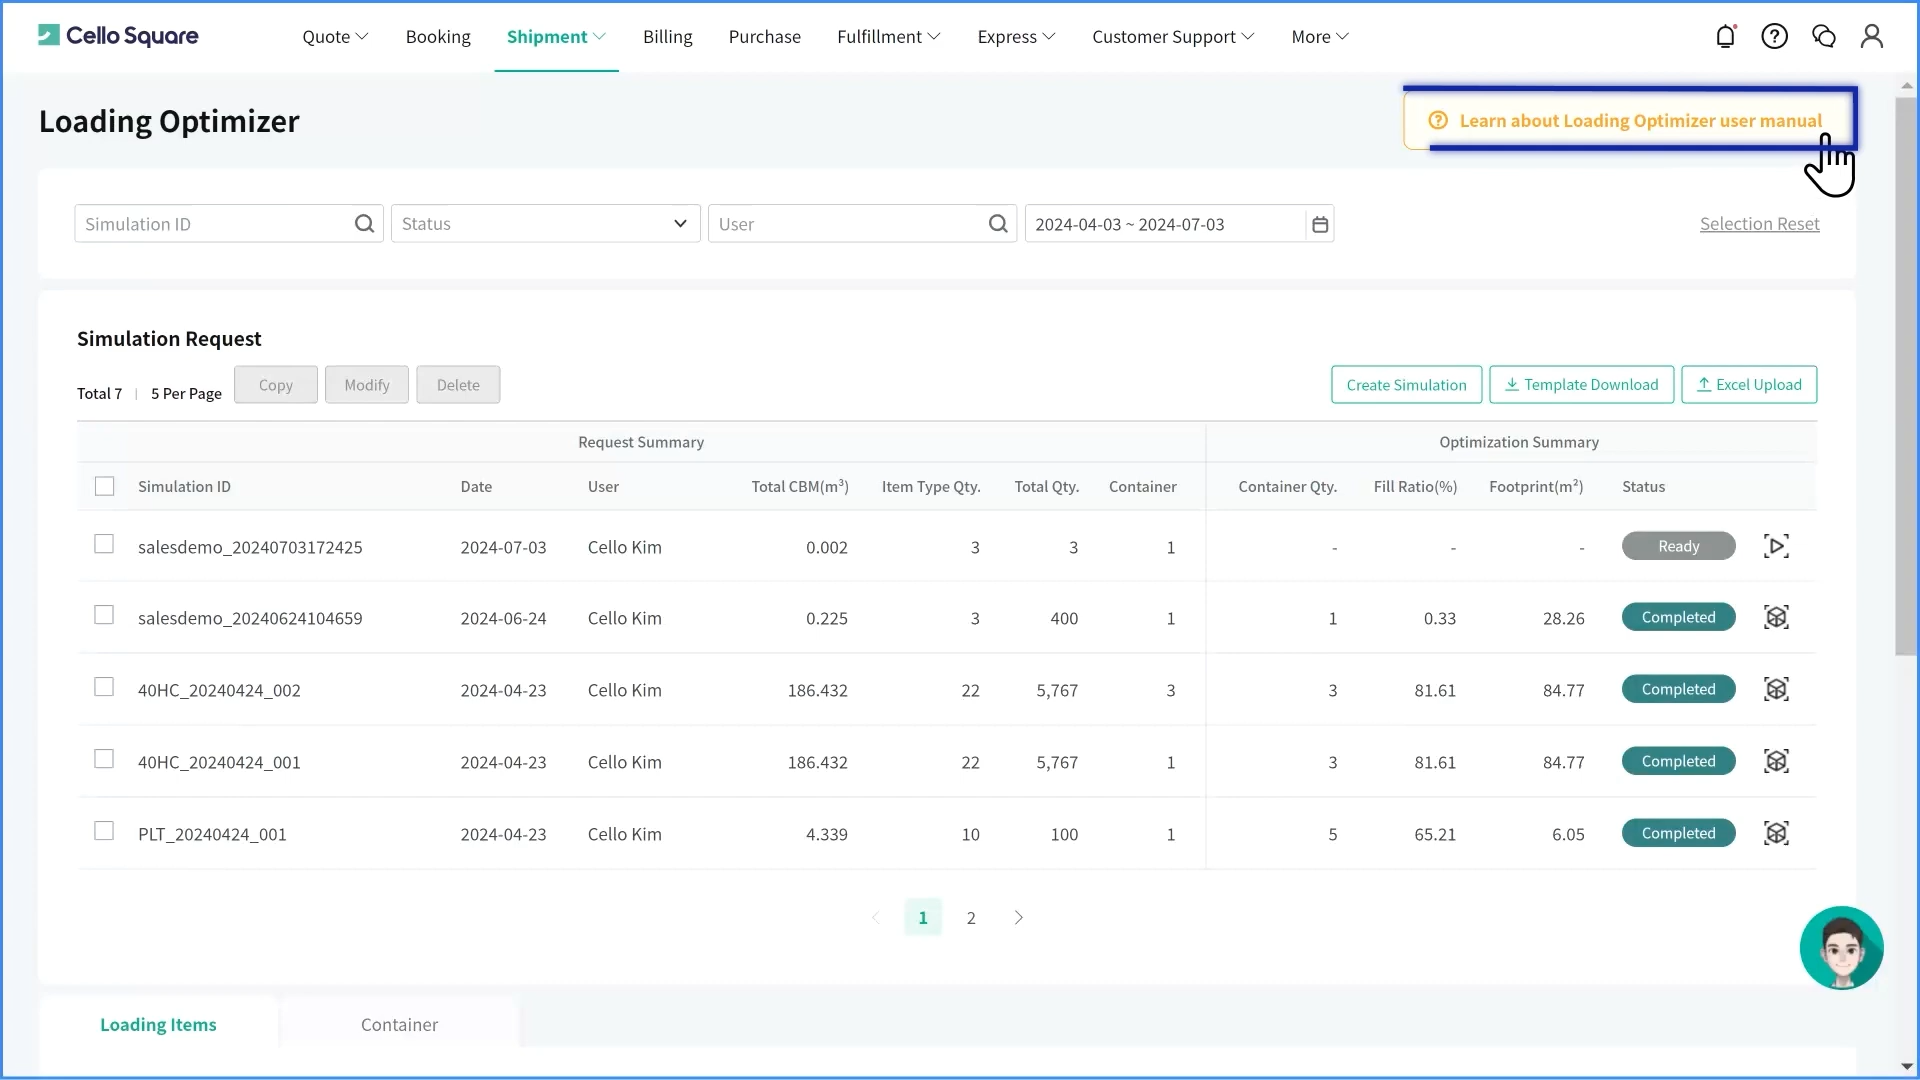 Cello Square
Quote Booking Shipment Billing Purchase Fulfillment Express Customer Support More
Loading Optimizer
Learn about Loading Optimizer user manual
Simulation ID Status User 2024-04-03 ~ 2024-07-03 Selection Reset
Simulation Request
Total 7 | 5 Per Page Copy Modify Delete Create Simulation Template Download Excel Upload
Request Summary Optimization Summary
Simulation ID Date User Total CBM(m³) Item Type Qty. Total Qty. Container Container Qty. Fill Ratio(%) Footprint(m²) Status
salesdemo_20240703172425 2024-07-03 Cello Kim 0.002 3 3 1 - - - Ready
salesdemo_20240624104659 2024-06-24 Cello Kim 0.225 3 400 1 1 0.33 28.26 Completed
40HC_20240424_002 2024-04-23 Cello Kim 186.432 22 5,767 3 3 81.61 84.77 Completed
40HC_20240424_001 2024-04-23 Cello Kim 186.432 22 5,767 1 3 81.61 84.77 Completed
PLT_20240424_001 2024-04-23 Cello Kim 4.339 10 100 1 5 65.21 6.05 Completed
1 2
Loading Items Container